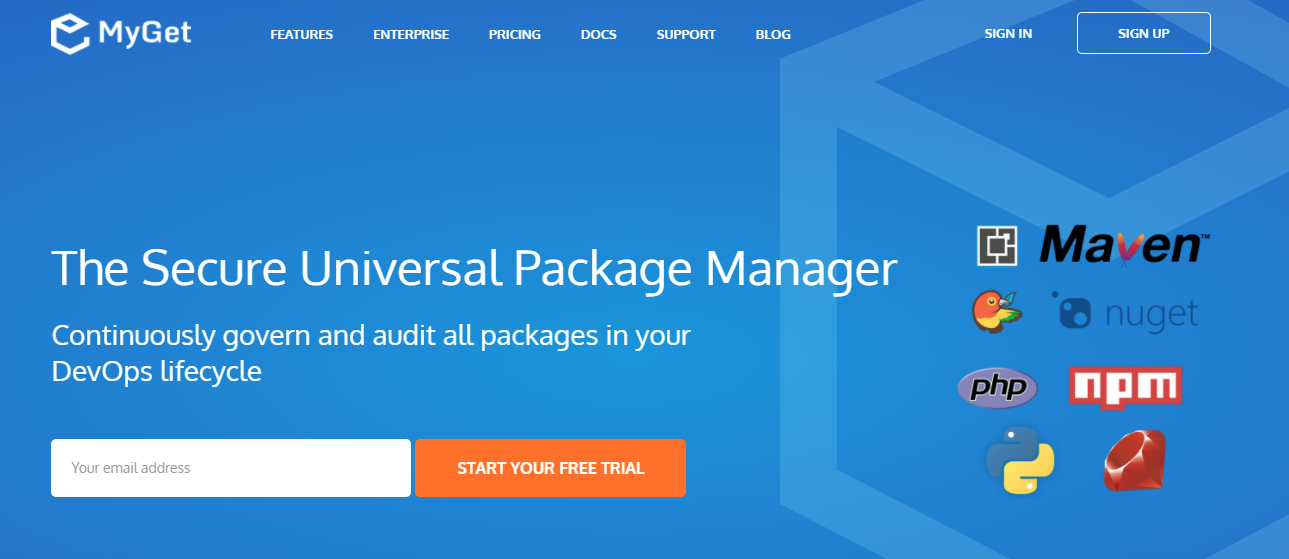 MyGet
FEATURES
ENTERPRISE
PRICING
DOCS
SUPPORT
BLOG
SIGN IN
SIGN UP
The Secure Universal Package Manager
Continuously govern and audit all packages in your
DevOps lifecycle
Your email address
START YOUR FREE TRIAL
Maven™
nuget
php
npm